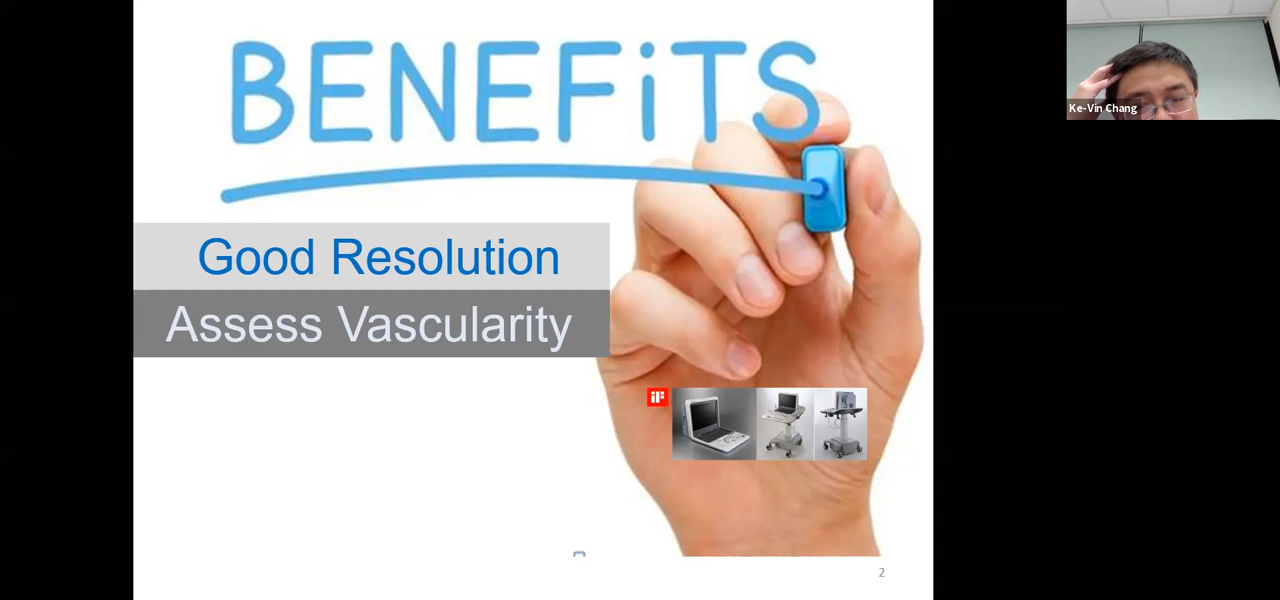 BENEFiTS
Good Resolution
Assess Vascularity
iF
2
Ke-Vin Chang